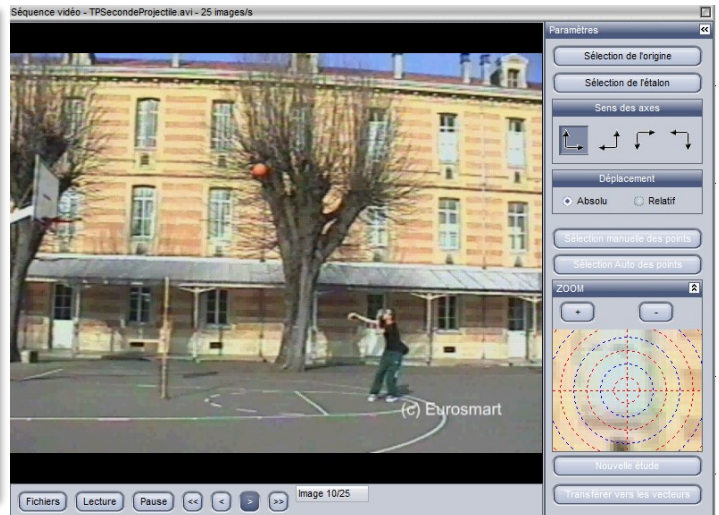 Séquence vidéo - TPSecondeProjectile.avi - 25 images/s
Paramètres
Sélection de l'origine
Sélection de l'étalon
Sens des axes
Déplacement
Absolu Relatif
Sélection manuelle des points
Sélection Auto des points
ZOOM
+ -
(c) Eurosmart
Nouvelle étude
Transférer vers les vecteurs
Fichiers Lecture Pause << < > >> Image 10/25